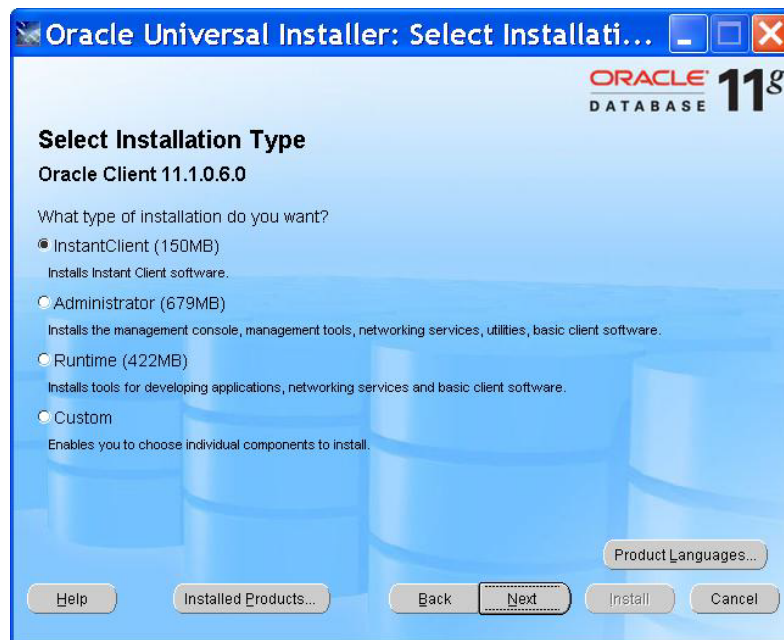 Oracle Universal Installer: Select Installati...
ORACLE
DATABASE 11g
Select Installation Type
Oracle Client 11.1.0.6.0
What type of installation do you want?
InstantClient (150MB)
Installs Instant Client software.
Administrator (679MB)
Installs the management console, management tools, networking services, utilities, basic client software.
Runtime (422MB)
Installs tools for developing applications, networking services and basic client software.
Custom
Enables you to choose individual components to install.
Product Languages...
Help Installed Products... Back Next Install Cancel